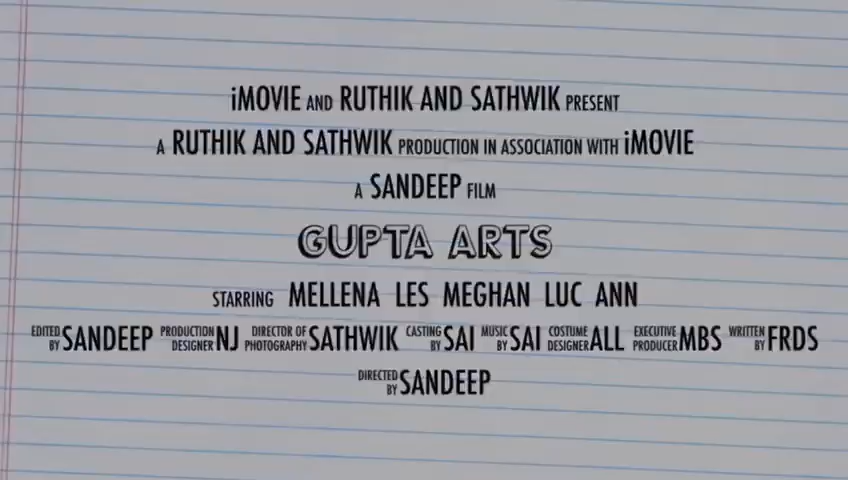 iMOVIE AND RUTHIK AND SATHWIK PRESENT
A RUTHIK AND SATHWIK PRODUCTION IN ASSOCIATION WITH iMOVIE
A SANDEEP FILM
GUPTA ARTS
STARRING MELLENA LES MEGHAN LUC ANN
EDITED BY SANDEEP PRODUCTION DESIGNER NJ DIRECTOR OF PHOTOGRAPHY SATHWIK CASTING BY SAI MUSIC BY SAI COSTUME DESIGNER ALL EXECUTIVE PRODUCER MBS WRITTEN BY FRDS
DIRECTED BY SANDEEP